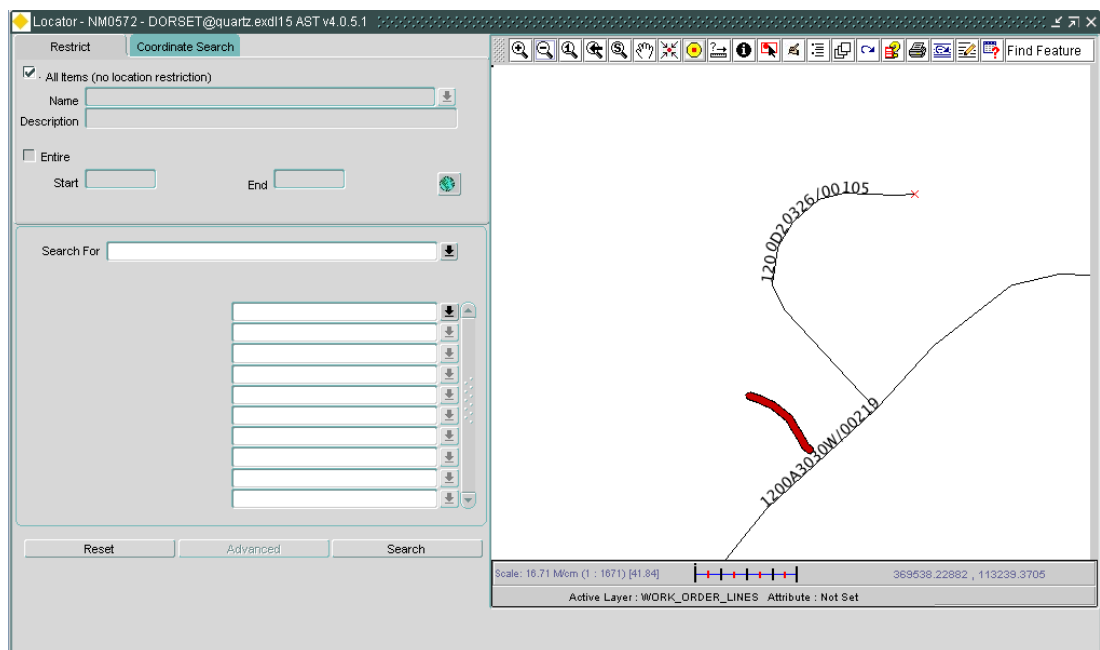 Locator - NM0572 - DORSET@quartz.exdl15 AST v4.0.5.1
Restrict Coordinate Search
Find Feature
All Items (no location restriction)
Name
Description
Entire
Start End
Search For
Reset Advanced Search
120 0D2 0326/00105
1200A3030W/00219
Scale: 16.71 M/cm (1 : 1671) [41.84] 369538.22882 , 113239.3705
Active Layer : WORK_ORDER_LINES Attribute : Not Set